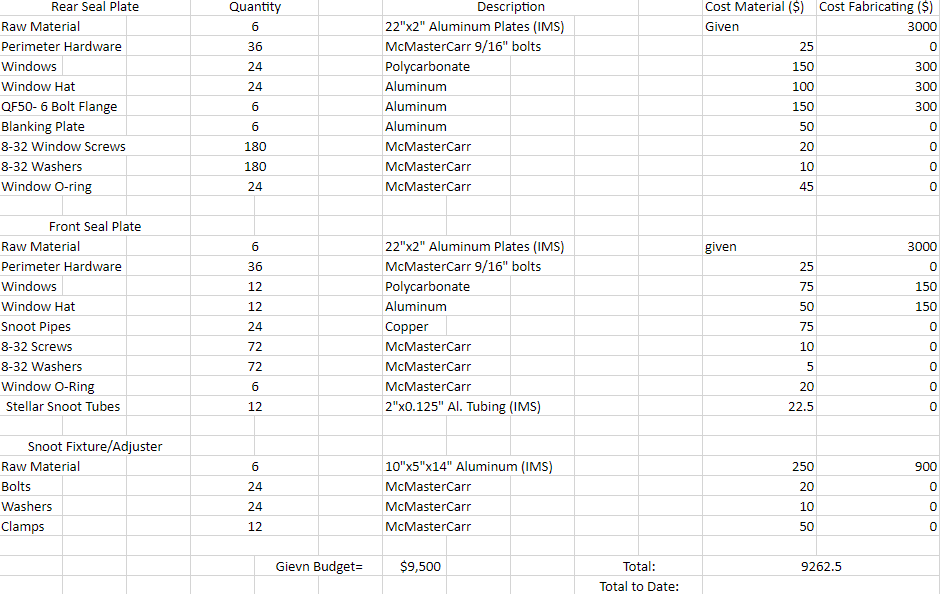 Rear Seal Plate Quantity Description Cost Material ($) Cost Fabricating ($)
Raw Material 6 22"x2" Aluminum Plates (IMS) Given 3000
Perimeter Hardware 36 McMasterCarr 9/16" bolts 25 0
Windows 24 Polycarbonate 150 300
Window Hat 24 Aluminum 100 300
QF50- 6 Bolt Flange 6 Aluminum 150 300
Blanking Plate 6 Aluminum 50 0
8-32 Window Screws 180 McMasterCarr 20 0
8-32 Washers 180 McMasterCarr 10 0
Window O-ring 24 McMasterCarr 45 0
Front Seal Plate
Raw Material 6 22"x2" Aluminum Plates (IMS) given 3000
Perimeter Hardware 36 McMasterCarr 9/16" bolts 25 0
Windows 12 Polycarbonate 75 150
Window Hat 12 Aluminum 50 150
Snoot Pipes 24 Copper 75 0
8-32 Screws 72 McMasterCarr 10 0
8-32 Washers 72 McMasterCarr 5 0
Window O-Ring 6 McMasterCarr 20 0
Stellar Snoot Tubes 12 2"x0.125" Al. Tubing (IMS) 22.5 0
Snoot Fixture/Adjuster
Raw Material 6 10"x5"x14" Aluminum (IMS) 250 900
Bolts 24 McMasterCarr 20 0
Washers 24 McMasterCarr 10 0
Clamps 12 McMasterCarr 50 0
Gievn Budget= $9,500 Total: 9262.5
Total to Date: